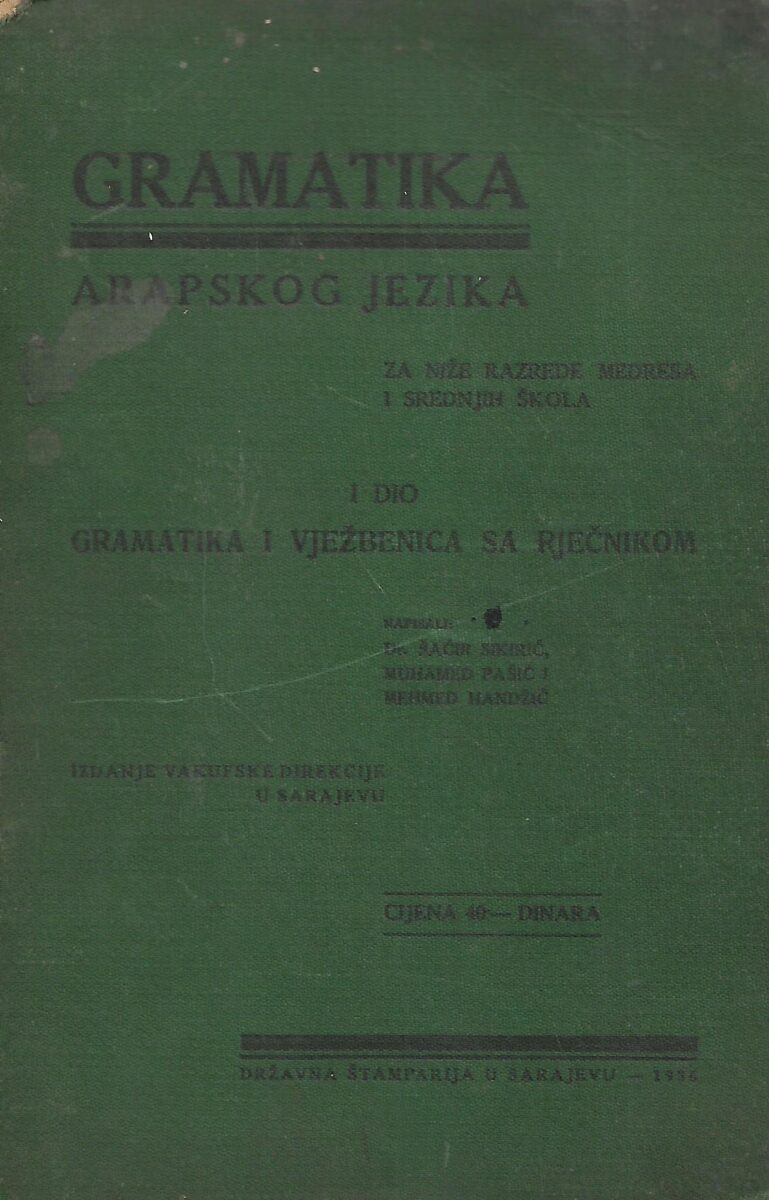 GRAMATIKA
ARAPSKOG JEZIKA
ZA NIŽE RAZREDE MEDRESA
I SREDNJIH ŠKOLA
I DIO
GRAMATIKA I VJEŽBENICA SA RJEČNIKOM
NAPISALI:
Dr. ŠAĆIR SIKIRIĆ,
MUHAMED PAŠIĆ I
MEHMED HANDŽIĆ
IZDANJE VAKUFSKE DIREKCIJE
U SARAJEVU
CIJENA 40·— DINARA
DRŽAVNA ŠTAMPARIJA U SARAJEVU — 1936